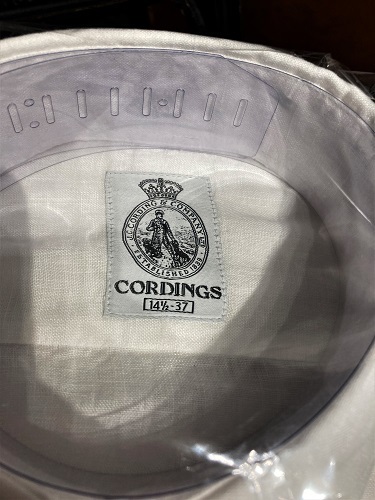 J.C. CORDING & COMPANY LTD
ESTABLISHED 1839
CORDINGS
14½-37